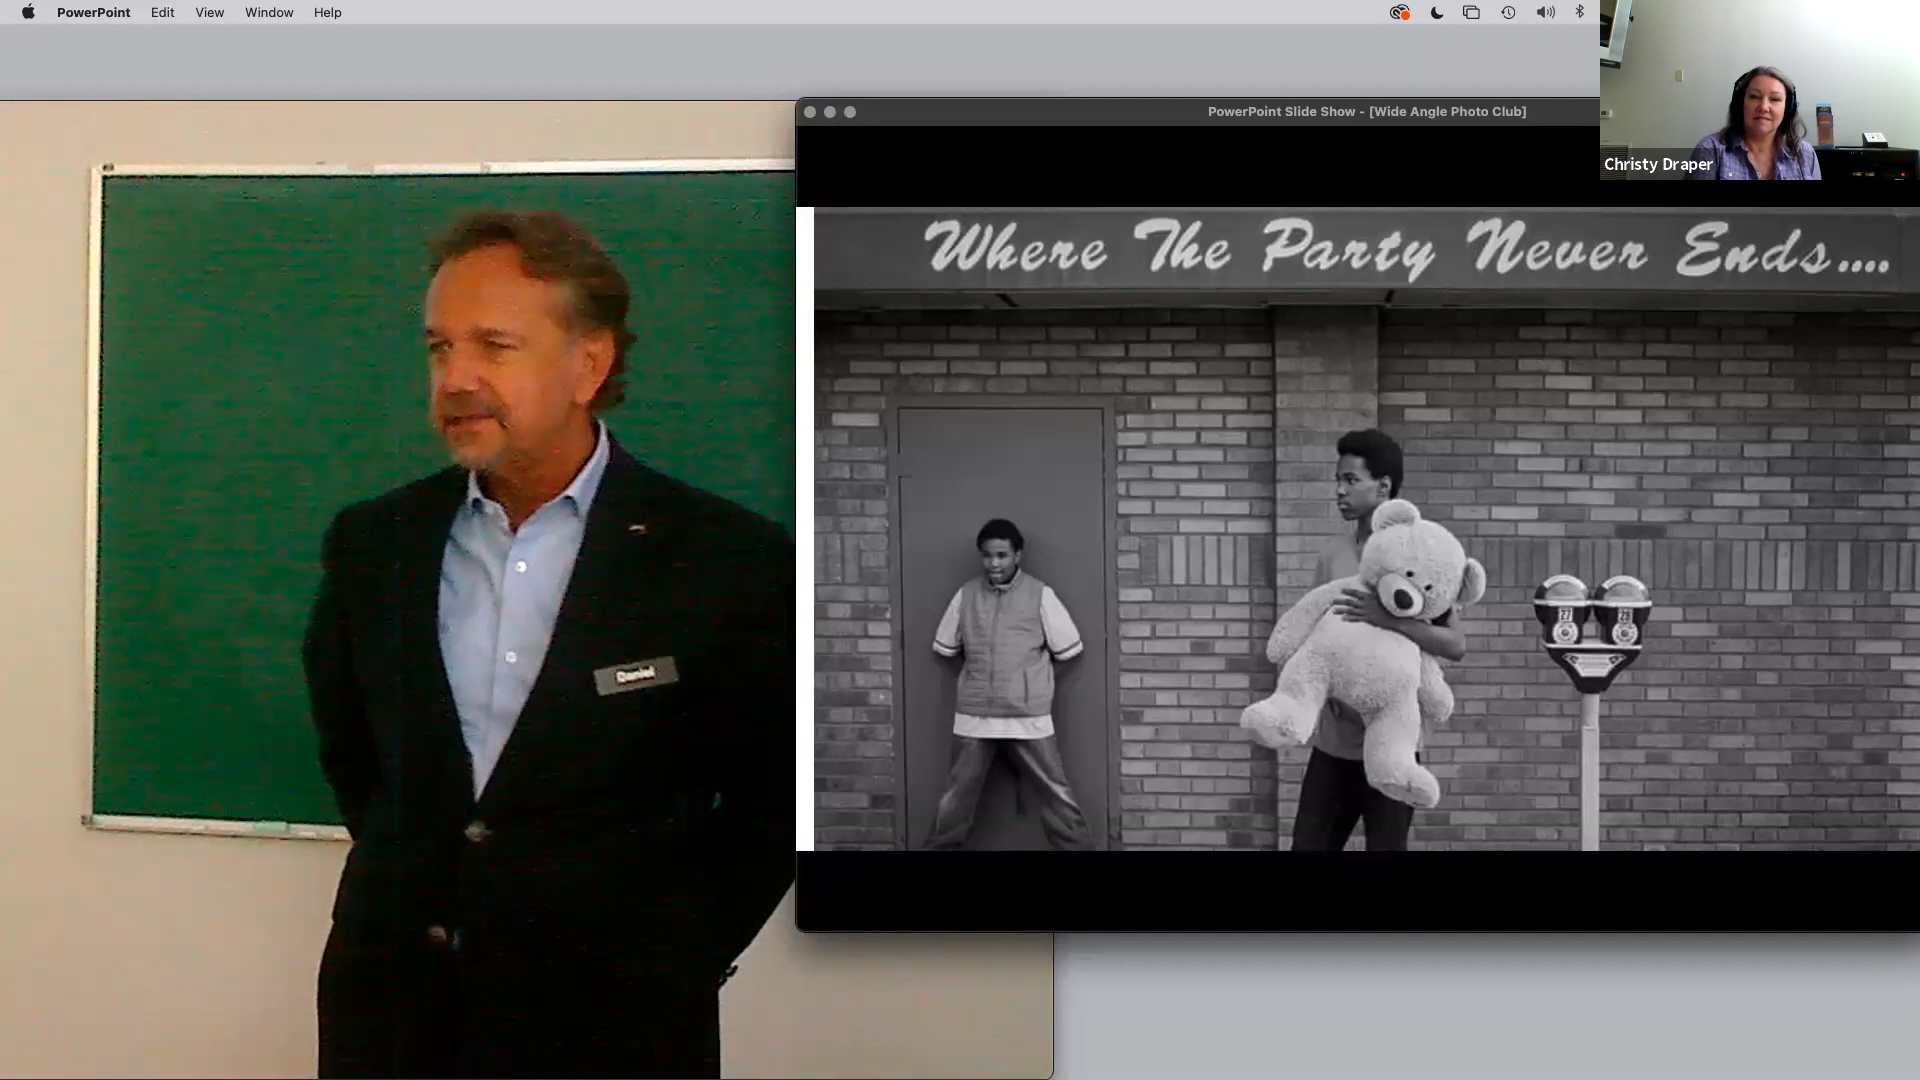 PowerPoint Edit View Window Help
PowerPoint Slide Show - [Wide Angle Photo Club]
Christy Draper
Where The Party Never Ends....
Daniel